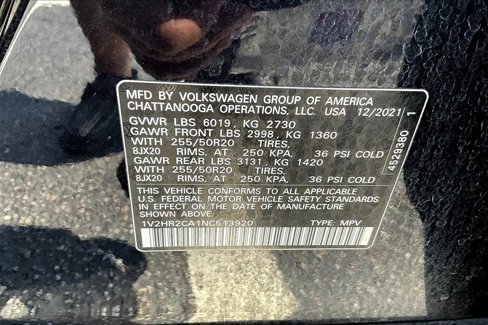 MFD BY VOLKSWAGEN GROUP OF AMERICA
CHATTANOOGA OPERATIONS, LLC. USA 12/2021
GVWR LBS 6019, KG 2730
GAWR FRONT LBS 2998, KG 1360
WITH 255/50R20 TIRES,
8JX20 RIMS, AT 250 KPA, 36 PSI COLD
GAWR REAR LBS 3131, KG 1420
WITH 255/50R20 TIRES,
8JX20 RIMS, AT 250 KPA, 36 PSI COLD
THIS VEHICLE CONFORMS TO ALL APPLICABLE
U.S. FEDERAL MOTOR VEHICLE SAFETY STANDARDS
IN EFFECT ON THE DATE OF MANUFACTURE
SHOWN ABOVE.
1V2HR2CA1NC513920 TYPE: MPV
4929380 1